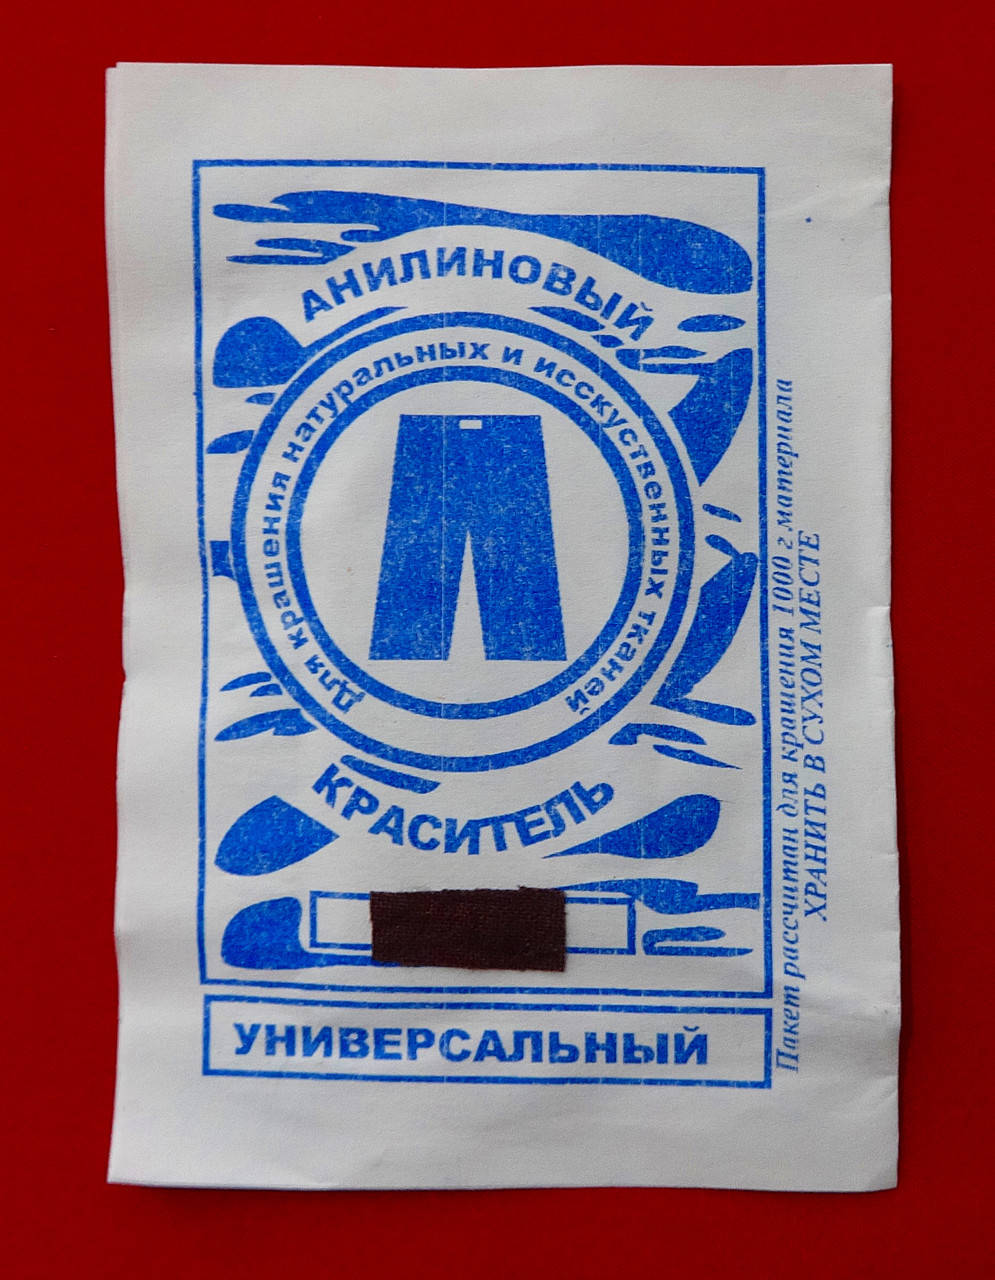 АНИЛИНОВЫЙ
Для крашения натуральных и исскуственных тканей
КРАСИТЕЛЬ
УНИВЕРСАЛЬНЫЙ
Пакет рассчитан для крашения 1000 г материала
ХРАНИТЬ В СУХОМ МЕСТЕ